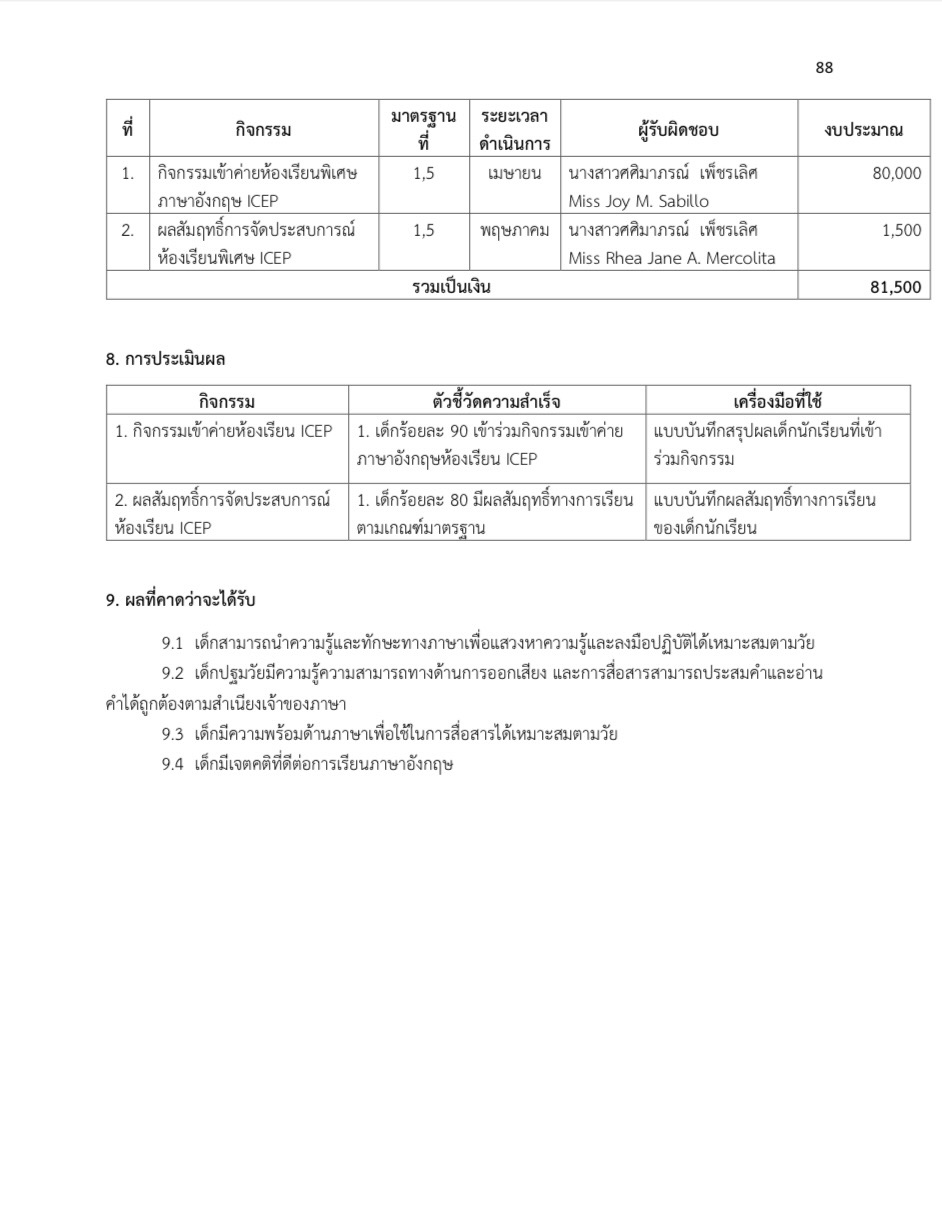 88
ที่ กิจกรรม มาตรฐานที่ ระยะเวลาดำเนินการ ผู้รับผิดชอบ งบประมาณ
1. กิจกรรมเข้าค่ายห้องเรียนพิเศษ 1,5 เมษายน นางสาวศศิมาภรณ์ เพ็ชรเลิศ 80,000
ภาษาอังกฤษ ICEP Miss Joy M. Sabillo
2. ผลสัมฤทธิ์การจัดประสบการณ์ 1,5 พฤษภาคม นางสาวศศิมาภรณ์ เพ็ชรเลิศ 1,500
ห้องเรียนพิเศษ ICEP Miss Rhea Jane A. Mercolita
รวมเป็นเงิน 81,500
8. การประเมินผล
กิจกรรม ตัวชี้วัดความสำเร็จ เครื่องมือที่ใช้
1. กิจกรรมเข้าค่ายห้องเรียน ICEP 1. เด็กร้อยละ 90 เข้าร่วมกิจกรรมเข้าค่าย แบบบันทึกสรุปผลเด็กนักเรียนที่เข้า
ภาษาอังกฤษห้องเรียน ICEP ร่วมกิจกรรม
2. ผลสัมฤทธิ์การจัดประสบการณ์ 1. เด็กร้อยละ 80 มีผลสัมฤทธิ์ทางการเรียน แบบบันทึกผลสัมฤทธิ์ทางการเรียน
ห้องเรียน ICEP ตามเกณฑ์มาตรฐาน ของเด็กนักเรียน
9. ผลที่คาดว่าจะได้รับ
9.1 เด็กสามารถนำความรู้และทักษะทางภาษาเพื่อแสวงหาความรู้และลงมือปฏิบัติได้เหมาะสมตามวัย
9.2 เด็กปฐมวัยมีความรู้ความสามารถทางด้านการออกเสียง และการสื่อสารสามารถประสมคำและอ่าน
คำได้ถูกต้องตามสำเนียงเจ้าของภาษา
9.3 เด็กมีความพร้อมด้านภาษาเพื่อใช้ในการสื่อสารได้เหมาะสมตามวัย
9.4 เด็กมีเจตคติที่ดีต่อการเรียนภาษาอังกฤษ